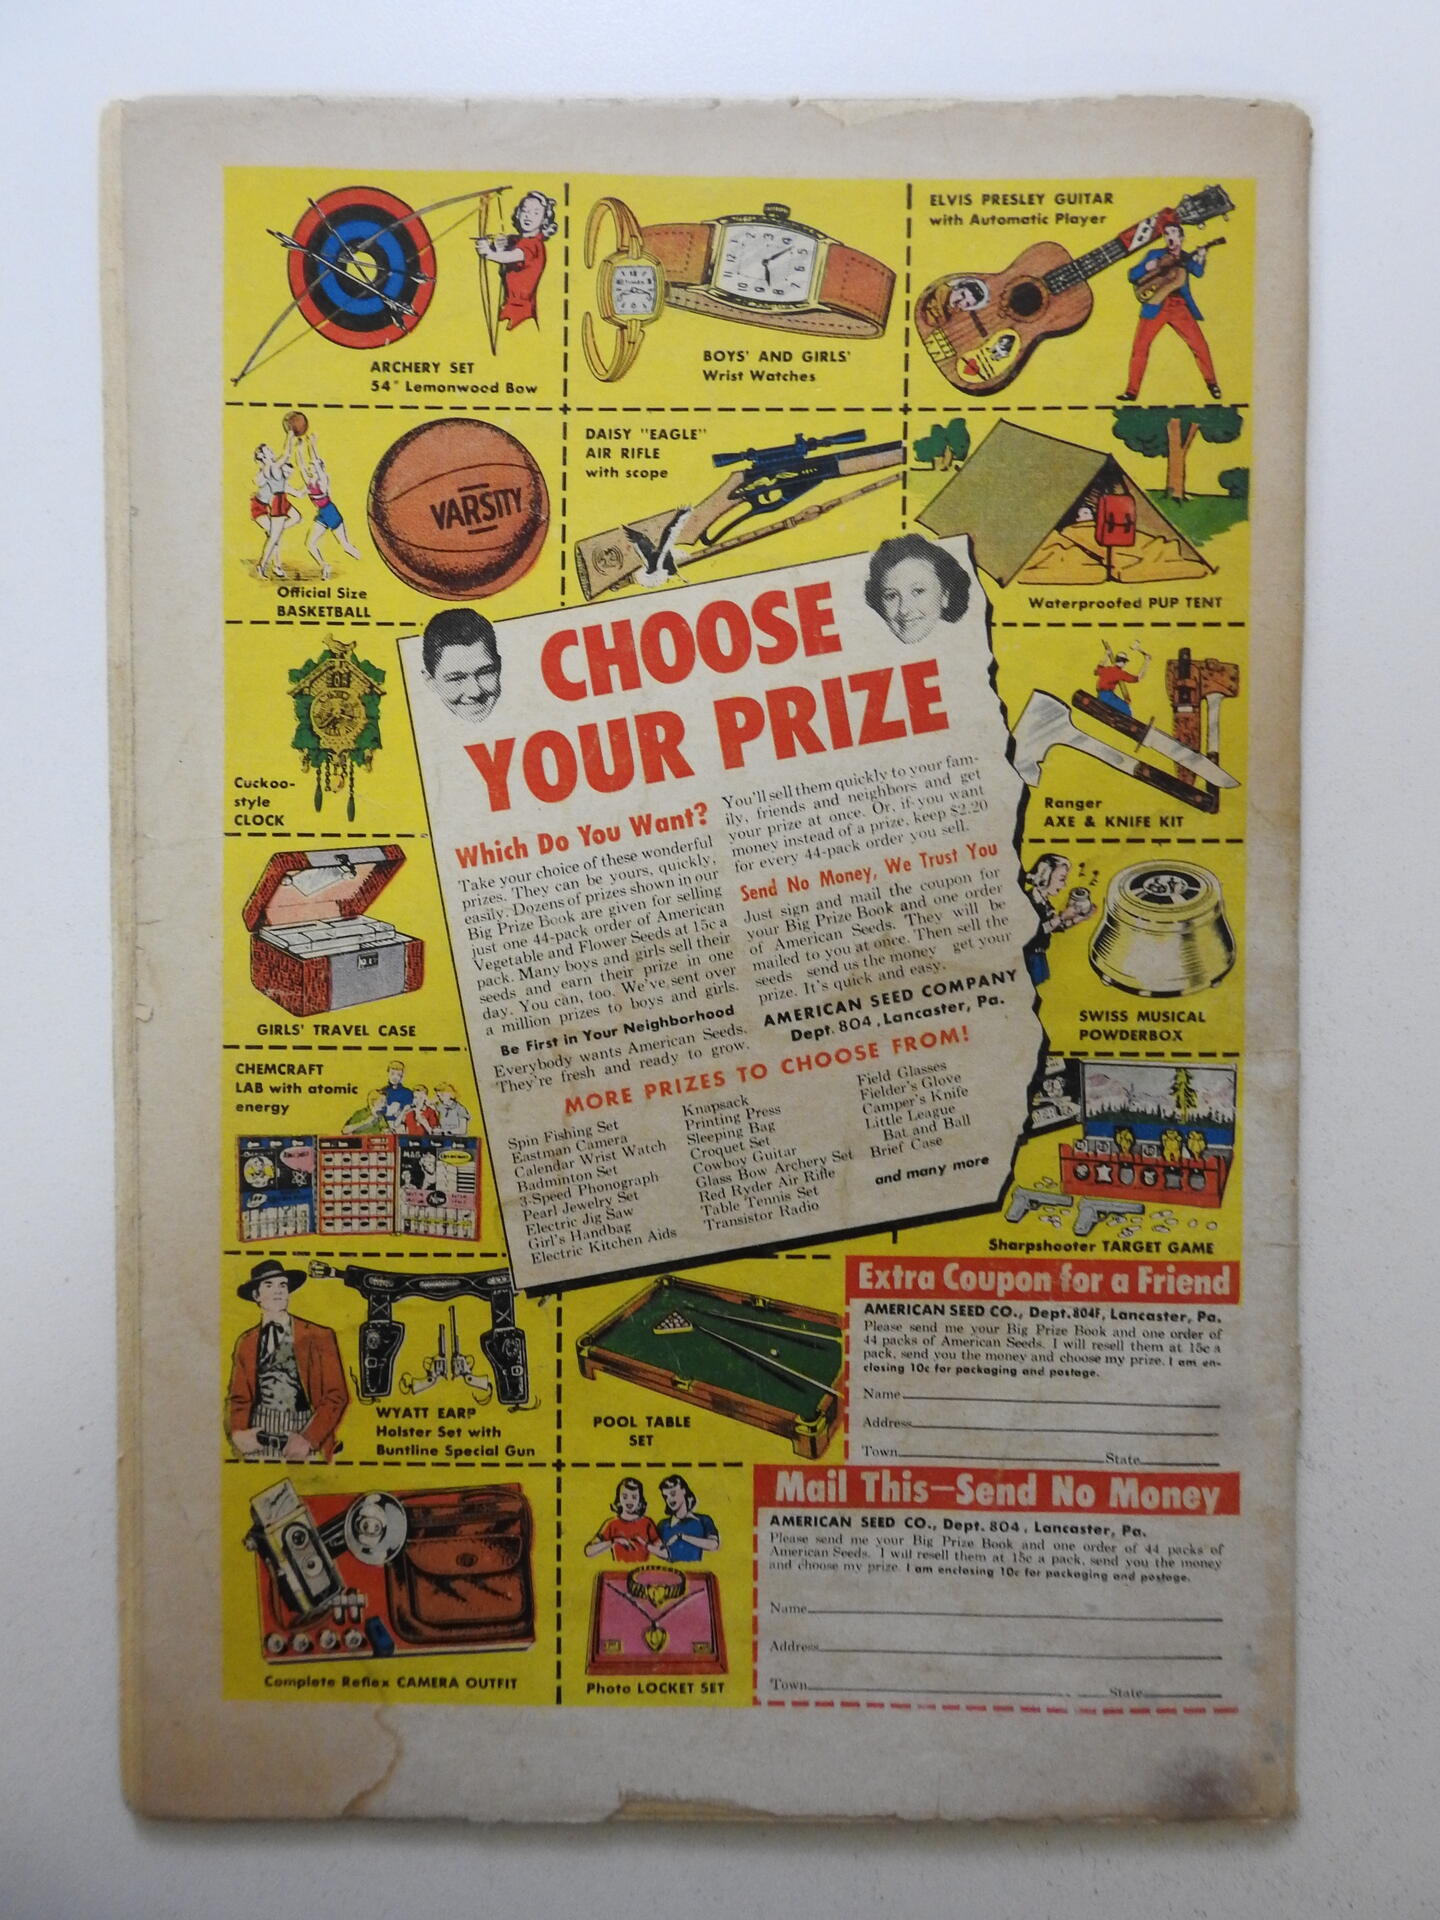 ELVIS PRESLEY GUITAR
with Automatic Player
ARCHERY SET
54" Lemonwood Bow
BOYS' AND GIRLS'
Wrist Watches
VARSITY
Official Size
BASKETBALL
DAISY "EAGLE"
AIR RIFLE
with scope
Waterproofed PUP TENT
CHOOSE
YOUR PRIZE
Cuckoo-
style
CLOCK
Ranger
AXE & KNIFE KIT
Which Do You Want?
Take your choice of these wonderful
prizes. They can be yours, quickly,
easily. Dozens of prizes shown in our
Big Prize Book are given for selling
just one 44-pack order of American
Vegetable and Flower Seeds at 15c a
pack. Many boys and girls sell their
seeds and earn their prize in one
day. You can, too. We've sent over
a million prizes to boys and girls.
Be First in Your Neighborhood
Everybody wants American Seeds.
They're fresh and ready to grow.
You'll sell them quickly to your fam-
ily, friends and neighbors and get
your prize at once. Or, if you want
money instead of a prize, keep $2.20
for every 44-pack order you sell.
Send No Money, We Trust You
Just sign and mail the coupon for
your Big Prize Book and one order
of American Seeds. They will be
mailed to you at once. Then sell the
seeds send us the money get your
prize. It's quick and easy.
AMERICAN SEED COMPANY
Dept. 804, Lancaster, Pa.
MORE PRIZES TO CHOOSE FROM!
Spin Fishing Set
Eastman Camera
Calendar Wrist Watch
Badminton Set
3-Speed Phonograph
Pearl Jewelry Set
Electric Jig Saw
Girl's Handbag
Electric Kitchen Aids
Knapsack
Printing Press
Sleeping Bag
Croquet Set
Cowboy Guitar
Glass Bow Archery Set
Red Ryder Air Rifle
Table Tennis Set
Transistor Radio
Field Glasses
Fielder's Glove
Camper's Knife
Little League
Bat and Ball
Brief Case
and many more
GIRLS' TRAVEL CASE
SWISS MUSICAL
POWDERBOX
CHEMCRAFT
LAB with atomic
energy
Sharpshooter TARGET GAME
WYATT EARP
Holster Set with
Buntline Special Gun
POOL TABLE
SET
Extra Coupon for a Friend
AMERICAN SEED CO., Dept. 804F, Lancaster, Pa.
Please send me your Big Prize Book and one order of
44 packs of American Seeds. I will resell them at 15c a
pack, send you the money and choose my prize. I am en-
closing 10c for packaging and postage.
Name
Address
Town State
Complete Reflex CAMERA OUTFIT
Photo LOCKET SET
Mail This—Send No Money
AMERICAN SEED CO., Dept. 804, Lancaster, Pa.
Please send me your Big Prize Book and one order of 44 packs of
American Seeds. I will resell them at 15c a pack, send you the money
and choose my prize. I am enclosing 10c for packaging and postage.
Name
Address
Town State